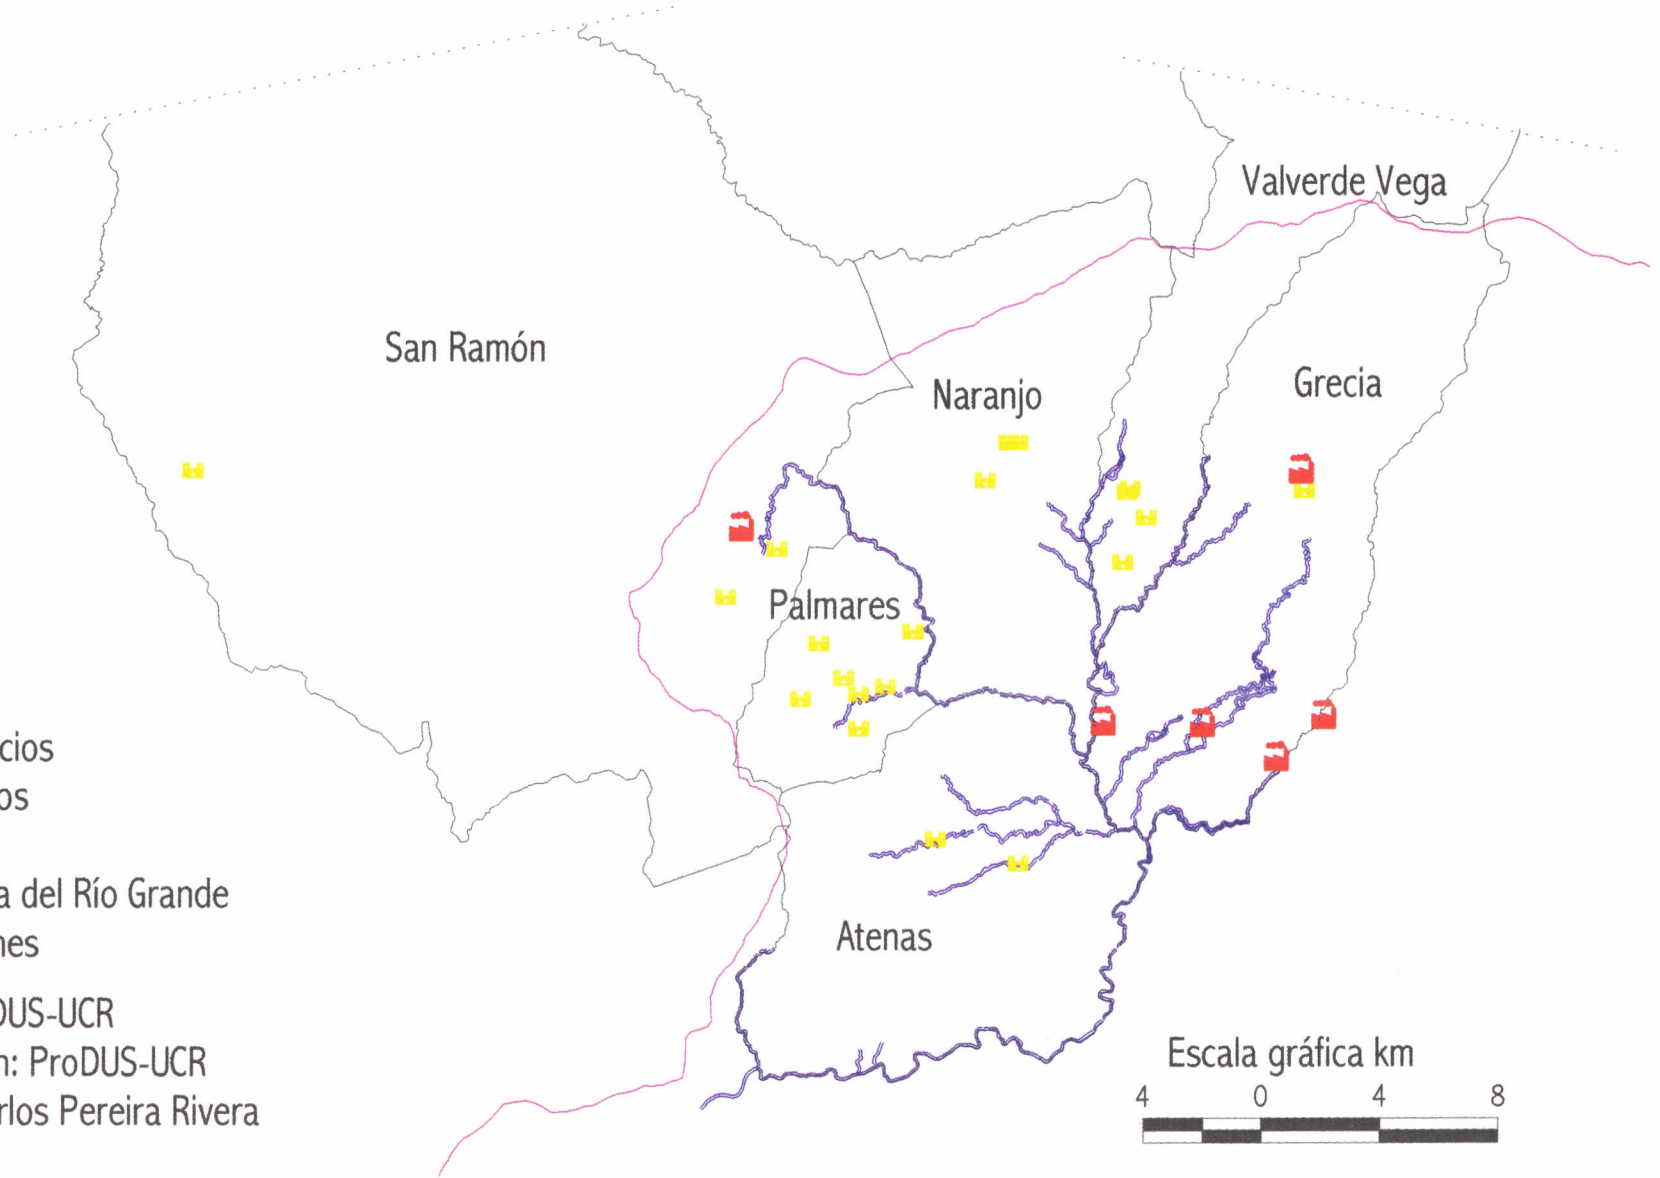 Valverde Vega
San Ramón
Grecia
Naranjo
Palmares
cios
os
a del Río Grande
nes
Atenas
DUS-UCR
n: ProDUS-UCR
rlos Pereira Rivera
Escala gráfica km
4 0 4 8